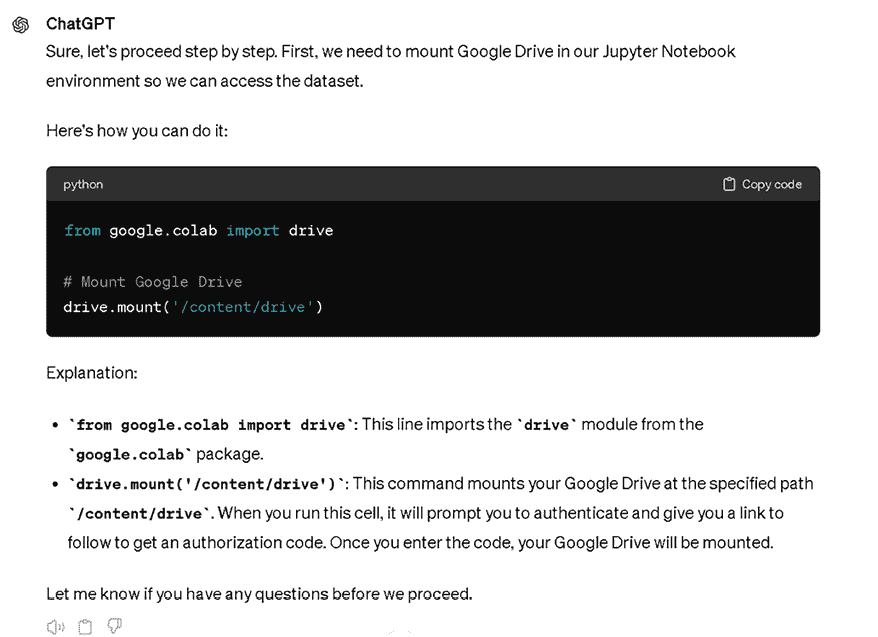 ChatGPT
Sure, let's proceed step by step. First, we need to mount Google Drive in our Jupyter Notebook
environment so we can access the dataset.
Here's how you can do it:
python
Copy code
from google.colab import drive
# Mount Google Drive
drive.mount('/content/drive')
Explanation:
• `from google.colab import drive`: This line imports the `drive` module from the
`google.colab` package.
• `drive.mount('/content/drive')`: This command mounts your Google Drive at the specified path
`/content/drive`. When you run this cell, it will prompt you to authenticate and give you a link to
follow to get an authorization code. Once you enter the code, your Google Drive will be mounted.
Let me know if you have any questions before we proceed.